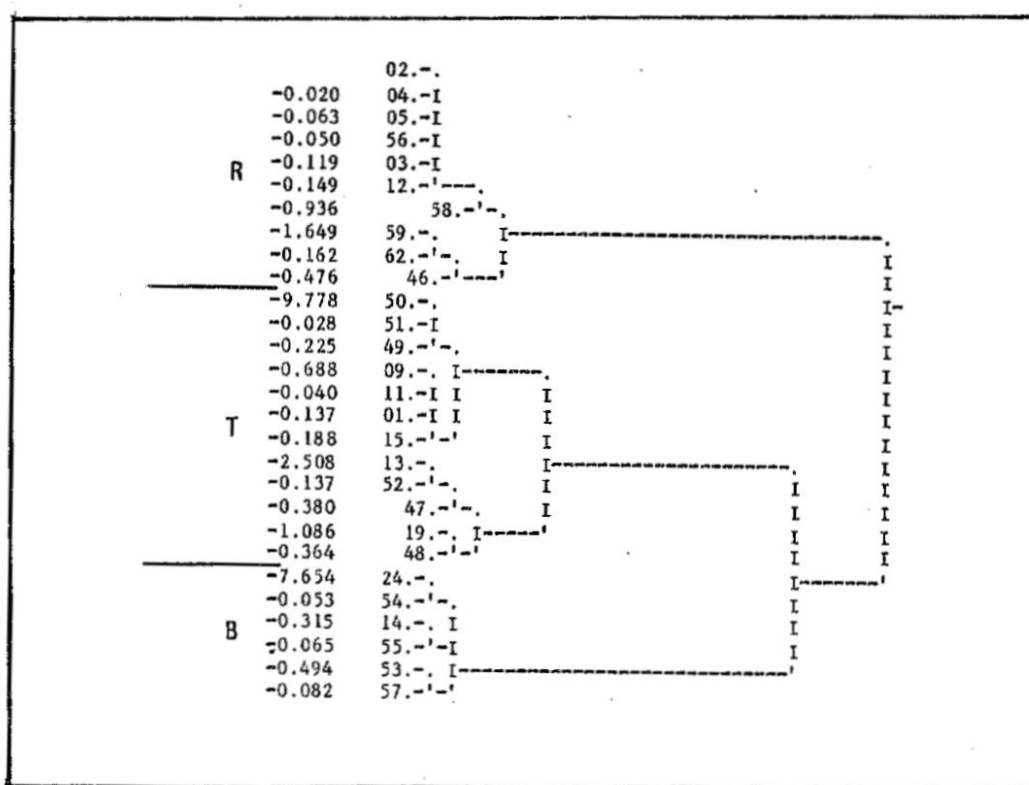 02.-.
-0.020 04.-I
-0.063 05.-I
-0.050 56.-I
-0.119 03.-I
R
-0.149 12.-'---.
-0.936 58.-'-.
-1.649 59.-. I----------------------------------.
-0.162 62.-'-. I I
-0.476 46.-'---' I
-9.778 50.-. I-
-0.028 51.-I I
-0.225 49.-'-. I
-0.688 09.-. I-------. I
-0.040 11.-I I I I
-0.137 01.-I I I I
T
-0.188 15.-'-' I I
-2.508 13.-. I---------------------. I
-0.137 52.-'-. I I I
-0.380 47.-'-. I I I
-1.086 19.-. I-----' I I
-0.364 48.-'-' I I
-7.654 24.-. I-------'
-0.053 54.-'-. I
-0.315 14.-. I I
B
-0.065 55.-'-I I
-0.494 53.-. I-----------------------------'
-0.082 57.-'-'